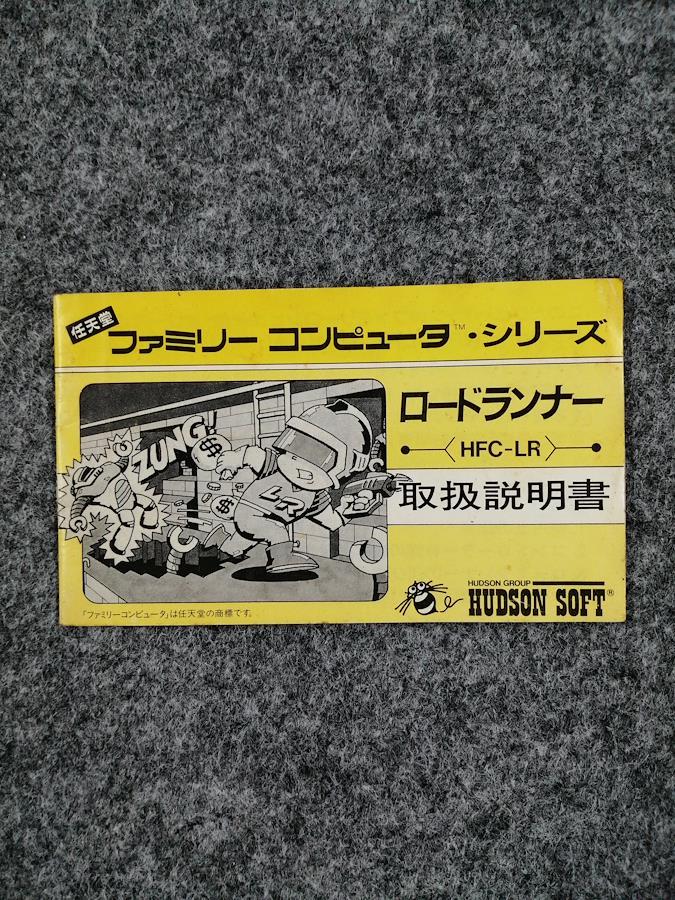 任天堂
ファミリー コンピュータ™・シリーズ
ロードランナー
HFC-LR
取扱説明書
ZUNG!
$
$
LR
HUDSON GROUP
HUDSON SOFT®
「ファミリーコンピュータ」は任天堂の商標です。